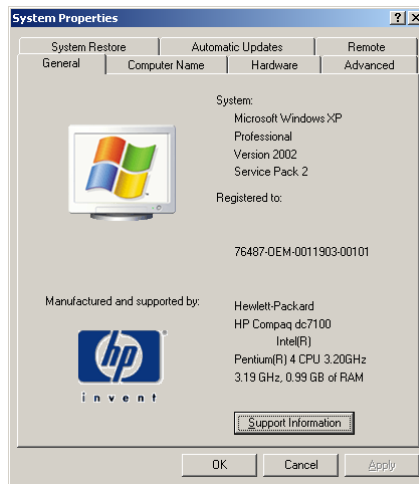 System Properties
System Restore
Automatic Updates
Remote
General
Computer Name
Hardware
Advanced
System:
Microsoft Windows XP
Professional
Version 2002
Service Pack 2
Registered to:
76487-OEM-0011903-00101
Manufactured and supported by:
Hewlett-Packard
HP Compaq dc7100
Intel(R)
Pentium(R) 4 CPU 3.20GHz
3.19 GHz, 0.99 GB of RAM
hp
invent
Support Information
OK
Cancel
Apply